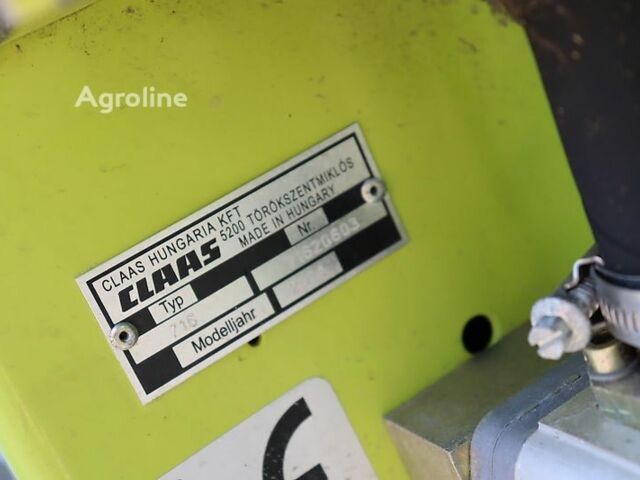 Agroline
CLAAS HUNGARIA KFT
5200 TÖRÖKSZENTMIKLÓS
CLAAS MADE IN HUNGARY
Typ Nr.
716
Modelljahr